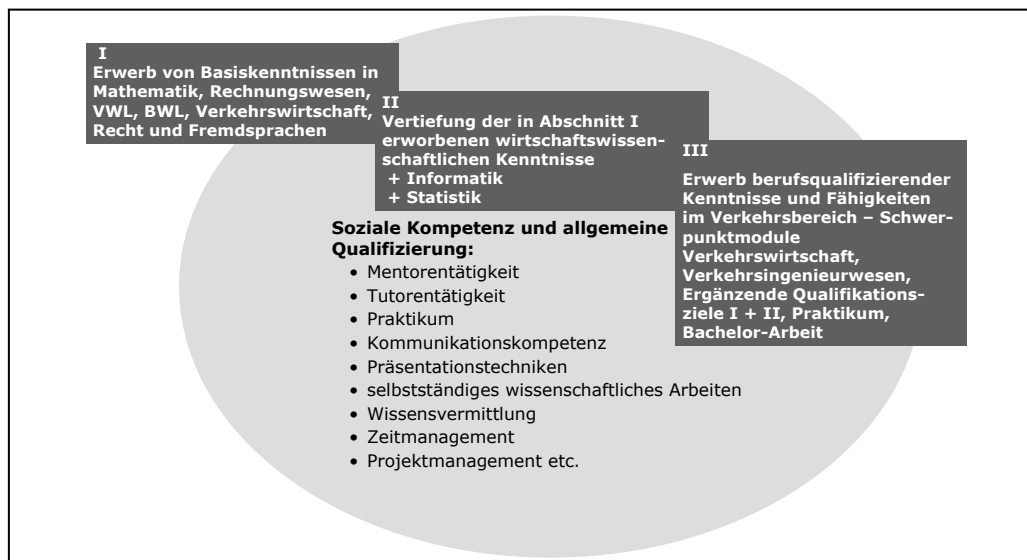 I
Erwerb von Basiskenntnissen in
Mathematik, Rechnungswesen,
VWL, BWL, Verkehrswirtschaft,
Recht und Fremdsprachen
II
Vertiefung der in Abschnitt I
erworbenen wirtschaftswissen-
schaftlichen Kenntnisse
+ Informatik
+ Statistik
III
Erwerb berufsqualifizierender
Kenntnisse und Fähigkeiten
im Verkehrsbereich – Schwer-
punktmodule
Verkehrswirtschaft,
Verkehrsingenieurwesen,
Ergänzende Qualifikations-
ziele I + II, Praktikum,
Bachelor-Arbeit
Soziale Kompetenz und allgemeine
Qualifizierung:
• Mentorentätigkeit
• Tutorentätigkeit
• Praktikum
• Kommunikationskompetenz
• Präsentationstechniken
• selbstständiges wissenschaftliches Arbeiten
• Wissensvermittlung
• Zeitmanagement
• Projektmanagement etc.